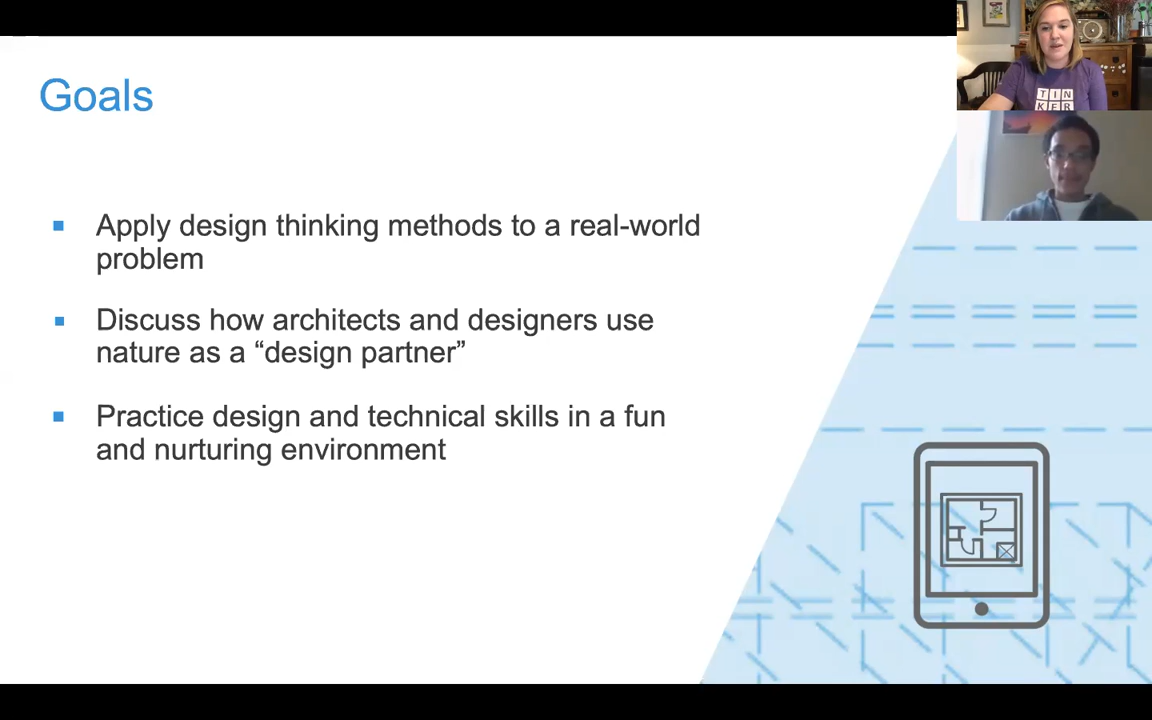 Goals
Apply design thinking methods to a real-world
problem
Discuss how architects and designers use
nature as a “design partner”
Practice design and technical skills in a fun
and nurturing environment
TIN
KER